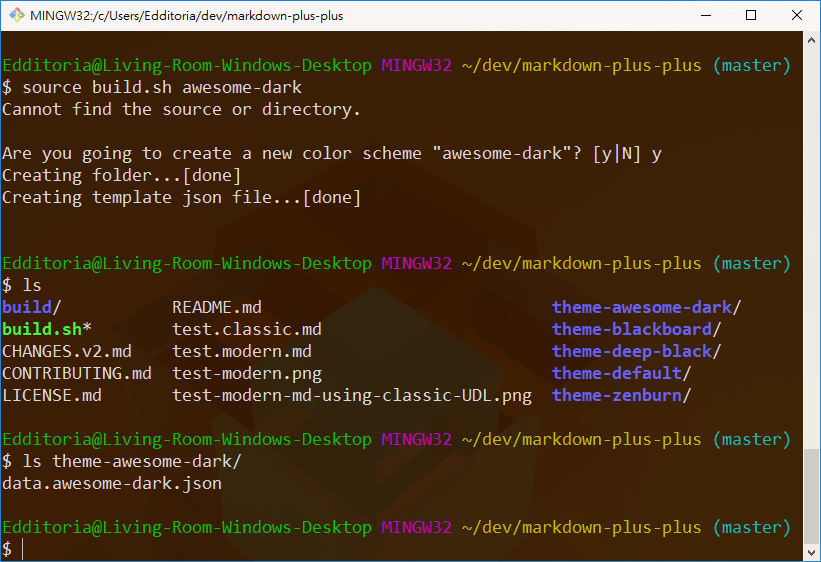 MINGW32:/c/Users/Edditoria/dev/markdown-plus-plus
Edditoria@Living-Room-Windows-Desktop MINGW32 ~/dev/markdown-plus-plus (master)
$ source build.sh awesome-dark
Cannot find the source or directory.
Are you going to create a new color scheme "awesome-dark"? [y|N] y
Creating folder...[done]
Creating template json file...[done]
Edditoria@Living-Room-Windows-Desktop MINGW32 ~/dev/markdown-plus-plus (master)
$ ls
build/ README.md theme-awesome-dark/
build.sh* test.classic.md theme-blackboard/
CHANGES.v2.md test.modern.md theme-deep-black/
CONTRIBUTING.md test-modern.png theme-default/
LICENSE.md test-modern-md-using-classic-UDL.png theme-zenburn/
Edditoria@Living-Room-Windows-Desktop MINGW32 ~/dev/markdown-plus-plus (master)
$ ls theme-awesome-dark/
data.awesome-dark.json
Edditoria@Living-Room-Windows-Desktop MINGW32 ~/dev/markdown-plus-plus (master)
$